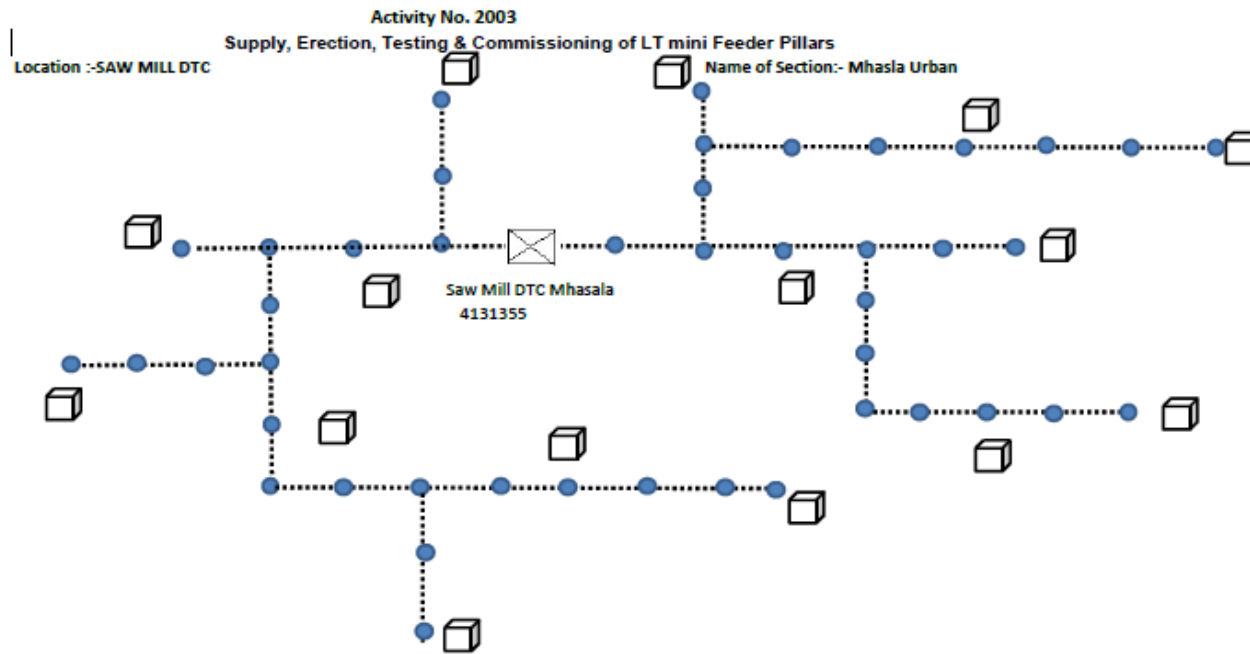 Activity No. 2003
Supply, Erection, Testing & Commissioning of LT mini Feeder Pillars
Location :-SAW MILL DTC
Name of Section:- Mhasla Urban
Saw Mill DTC Mhasala
4131355